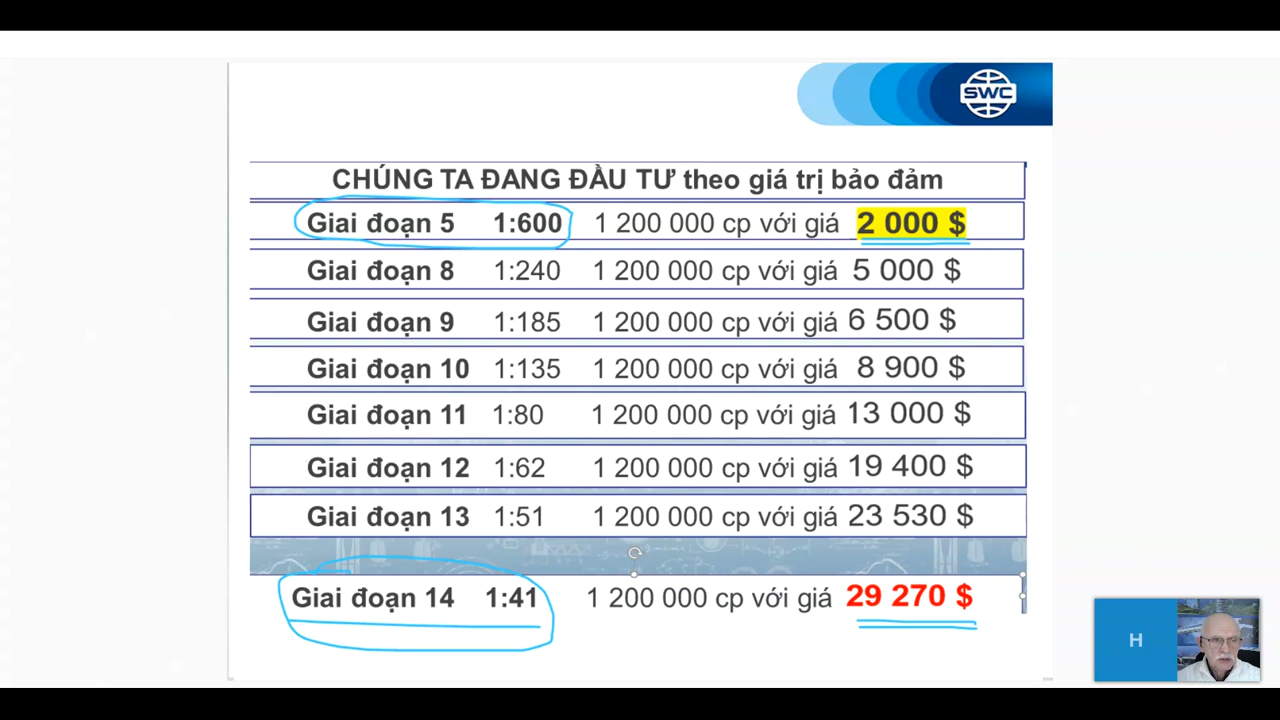 SWC
CHÚNG TA ĐANG ĐẦU TƯ theo giá trị bảo đảm
Giai đoạn 5 1:600 1 200 000 cp với giá 2 000 $
Giai đoạn 8 1:240 1 200 000 cp với giá 5 000 $
Giai đoạn 9 1:185 1 200 000 cp với giá 6 500 $
Giai đoạn 10 1:135 1 200 000 cp với giá 8 900 $
Giai đoạn 11 1:80 1 200 000 cp với giá 13 000 $
Giai đoạn 12 1:62 1 200 000 cp với giá 19 400 $
Giai đoạn 13 1:51 1 200 000 cp với giá 23 530 $
Giai đoạn 14 1:41 1 200 000 cp với giá 29 270 $
H